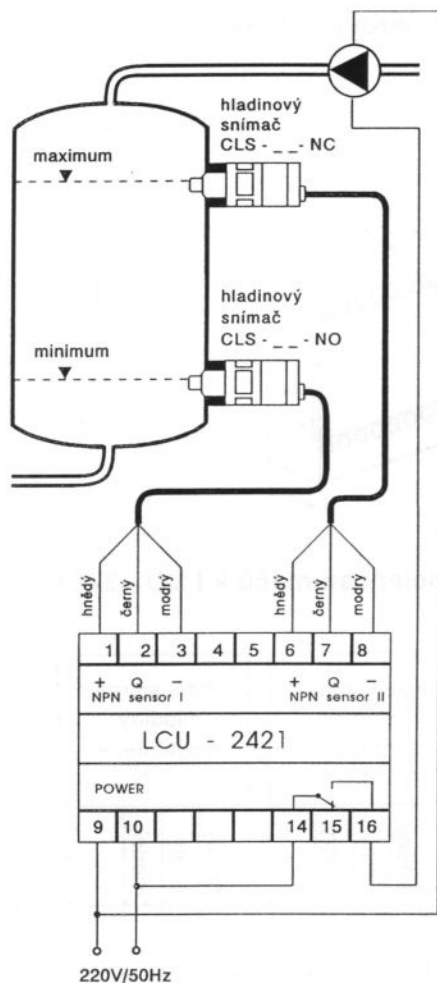 hladinový
snímač
CLS - _ _ - NC
maximum
hladinový
snímač
CLS - _ _ - NO
minimum
hnědý
černý
modrý
hnědý
černý
modrý
1 2 3 4 5 6 7 8
+ Q − + Q −
NPN sensor I NPN sensor II
LCU - 2421
POWER
9 10 14 15 16
220V/50Hz